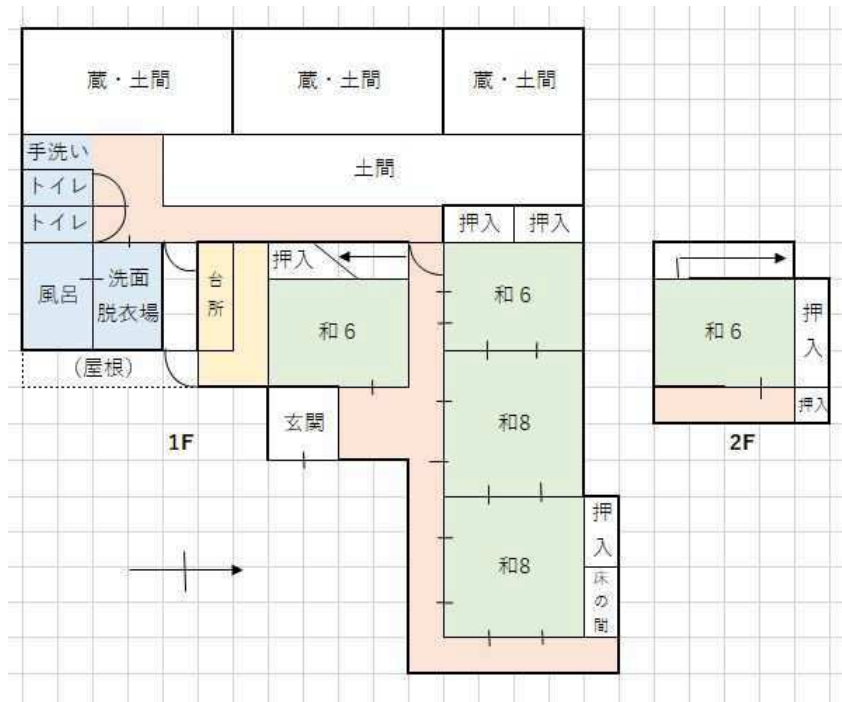 蔵・土間
蔵・土間
蔵・土間
手洗い
土間
トイレ
トイレ
押入
押入
風呂
洗面
脱衣場
台
所
押入
和6
和6
和6
押
入
(屋根)
玄関
和8
押入
1F
2F
和8
押
入
床
の
間